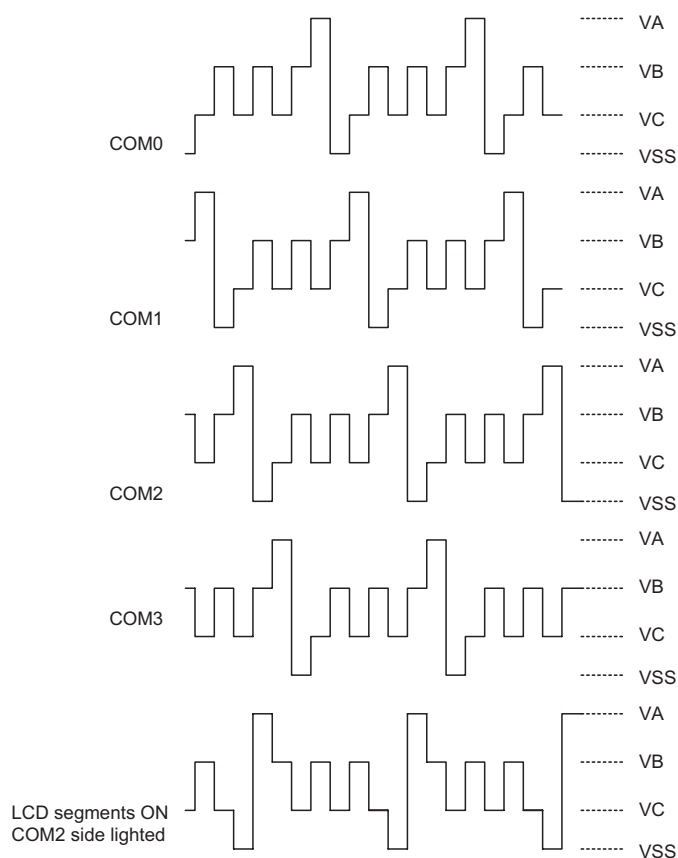 VA
VB
VC
COM0
VSS
VA
VB
VC
COM1
VSS
VA
VB
VC
COM2
VSS
VA
VB
COM3
VC
VSS
VA
VB
LCD segments ON
VC
COM2 side lighted
VSS